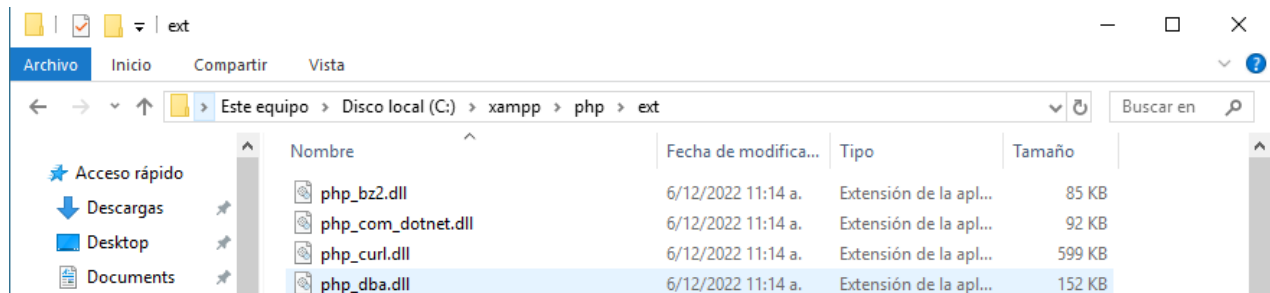 ext
Archivo Inicio Compartir Vista
Este equipo > Disco local (C:) > xampp > php > ext Buscar en
Nombre Fecha de modifica... Tipo Tamaño
Acceso rápido
Descargas
Desktop
Documents
php_bz2.dll 6/12/2022 11:14 a. Extensión de la apl... 85 KB
php_com_dotnet.dll 6/12/2022 11:14 a. Extensión de la apl... 92 KB
php_curl.dll 6/12/2022 11:14 a. Extensión de la apl... 599 KB
php_dba.dll 6/12/2022 11:14 a. Extensión de la apl... 152 KB